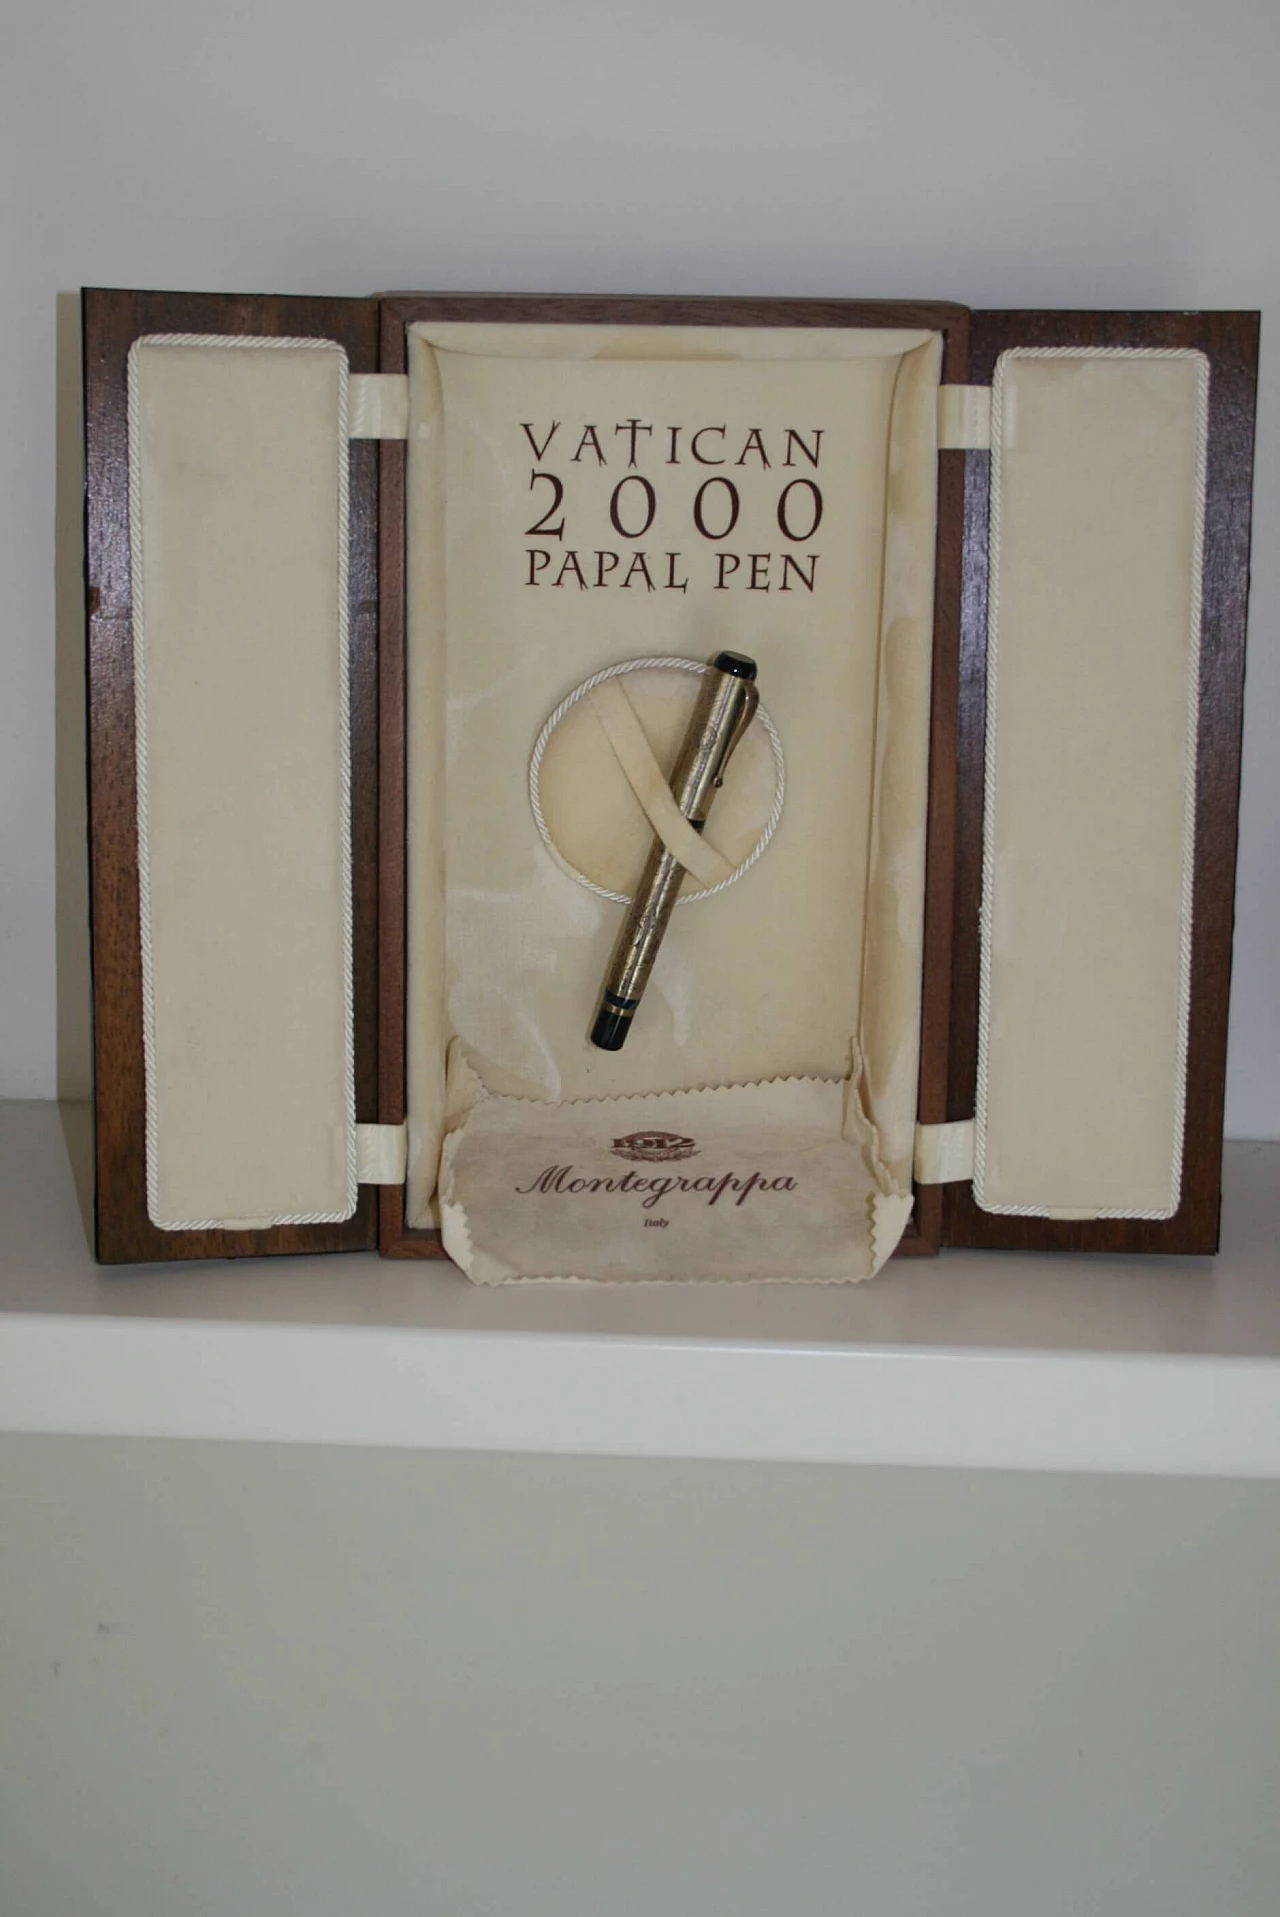 VATICAN
2000
PAPAL PEN
1912
Montegrappa
Italy